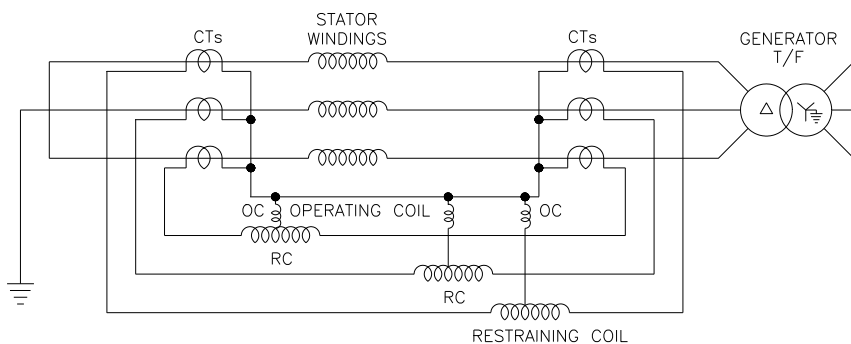 STATOR
WINDINGS
CTs
CTs
GENERATOR
T/F
OC OPERATING COIL
OC
RC
RC
RESTRAINING COIL